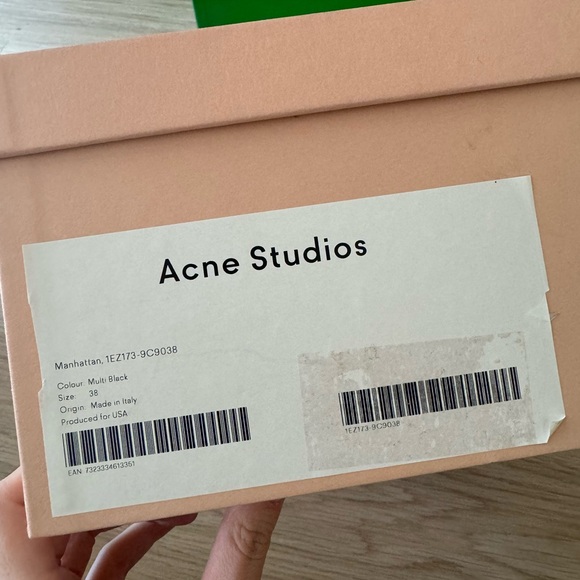 Acne Studios
Manhattan, 1EZ173-9C9038
Colour: Multi Black
Size: 38
Origin: Made in Italy
Produced for USA
EAN 7323334613351
1EZ173-9C9038